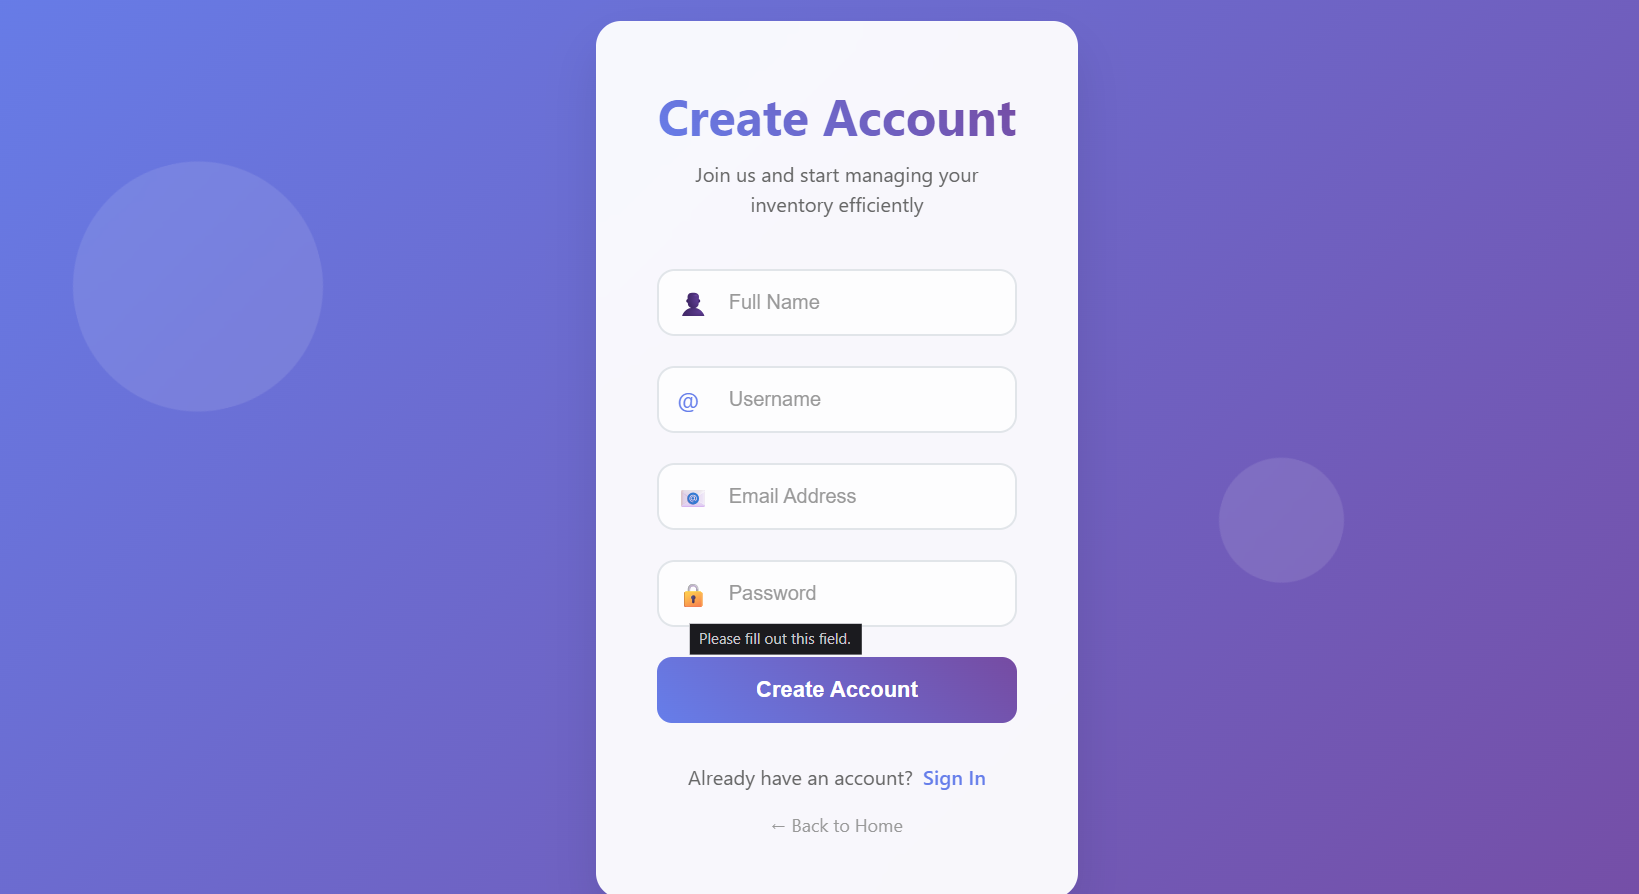 Create Account
Join us and start managing your
inventory efficiently
Full Name
@ Username
@ Email Address
Password
Please fill out this field.
Create Account
Already have an account? Sign In
← Back to Home